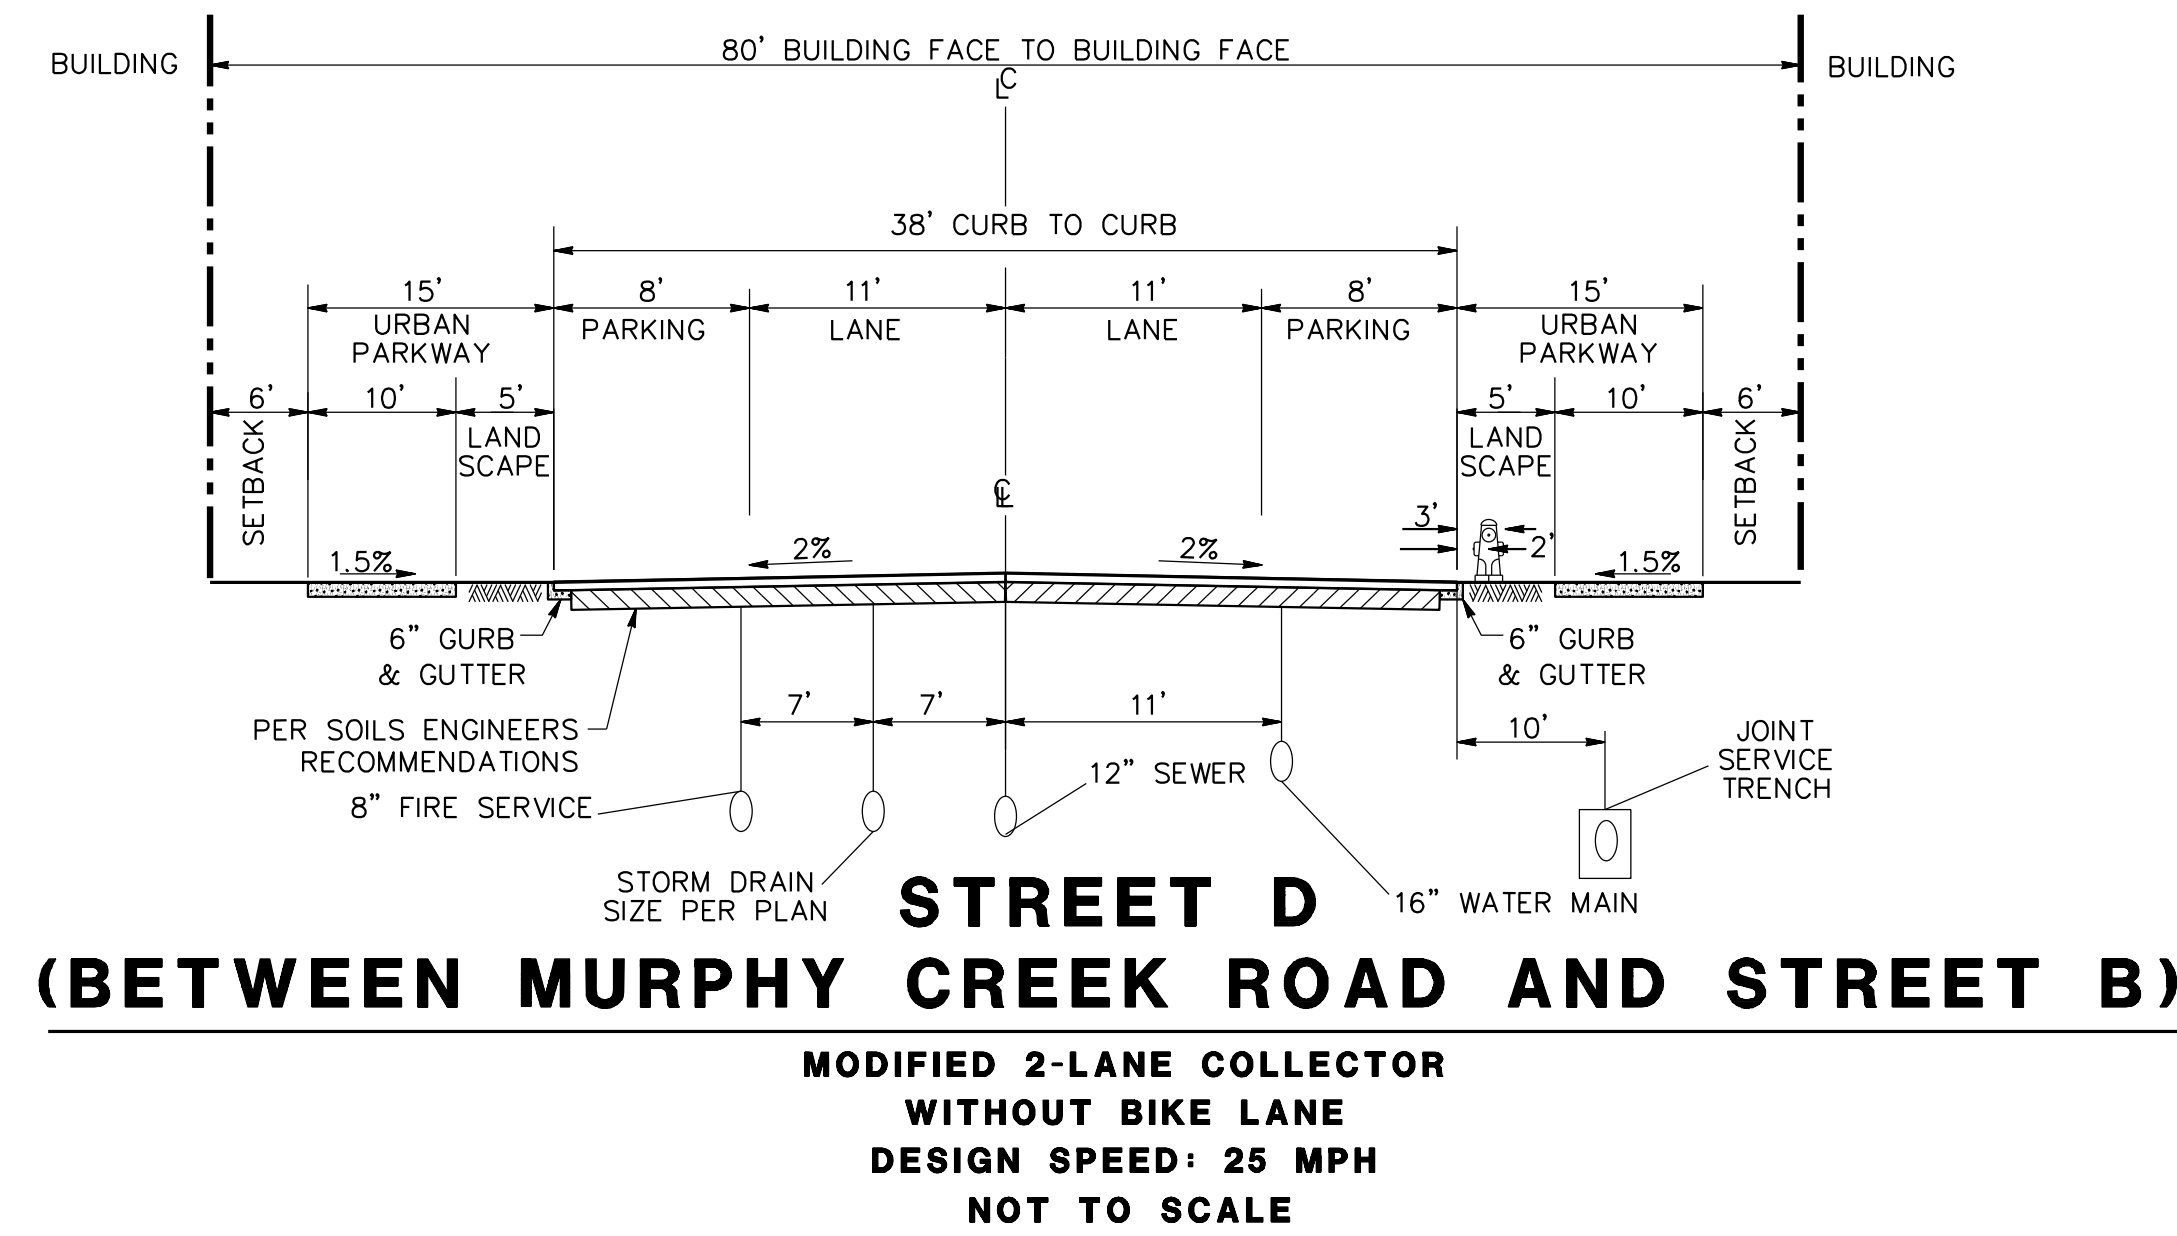 BUILDING
80' BUILDING FACE TO BUILDING FACE
BUILDING
CL
38' CURB TO CURB
15'
8'
11'
11'
8'
15'
URBAN
PARKWAY
PARKING
LANE
LANE
PARKING
URBAN
PARKWAY
6'
10'
5'
5'
10'
6'
SETBACK
LAND
SCAPE
LAND
SCAPE
SETBACK
CL
3'
2'
1.5%
2%
2%
1.5%
6" GURB
& GUTTER
6" GURB
& GUTTER
PER SOILS ENGINEERS
RECOMMENDATIONS
7'
7'
11'
10'
JOINT
SERVICE
TRENCH
12" SEWER
8" FIRE SERVICE
STORM DRAIN
SIZE PER PLAN
16" WATER MAIN
STREET D
(BETWEEN MURPHY CREEK ROAD AND STREET B)
MODIFIED 2-LANE COLLECTOR
WITHOUT BIKE LANE
DESIGN SPEED: 25 MPH
NOT TO SCALE